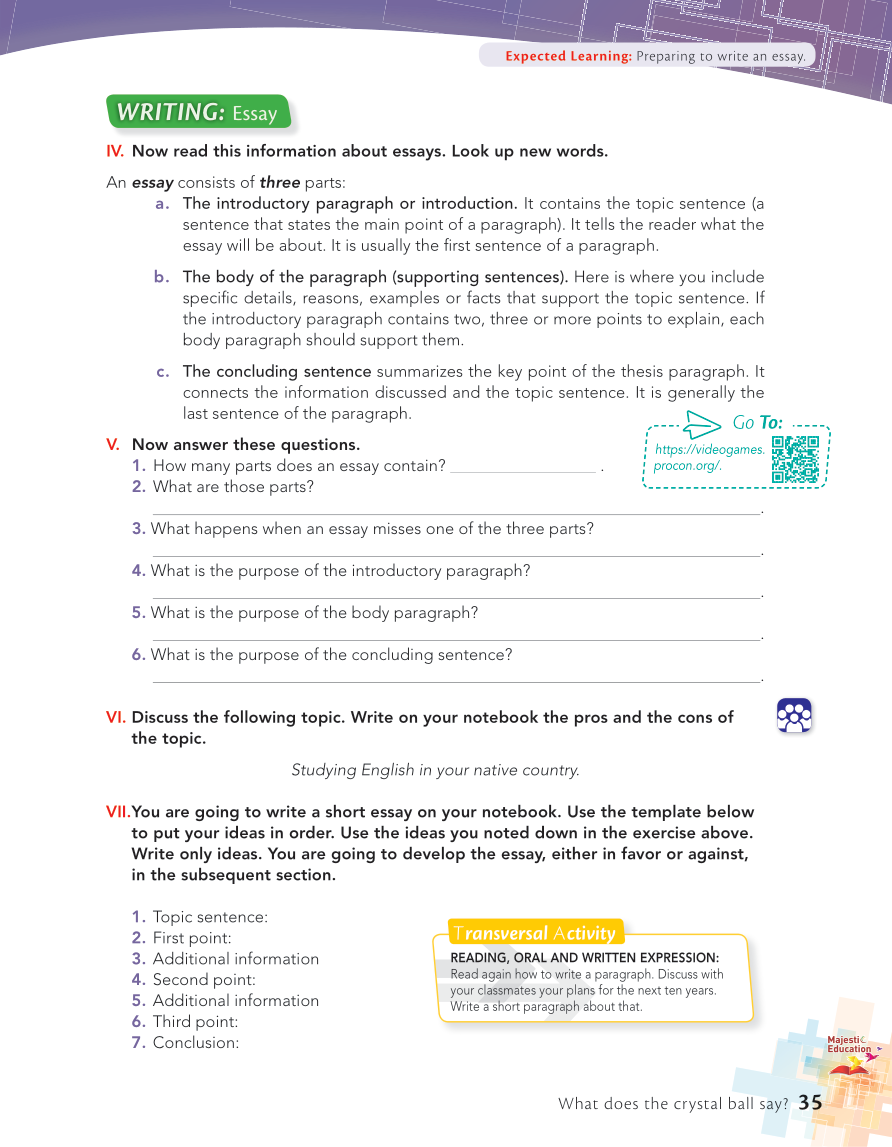 Expected Learning: Preparing to write an essay.
WRITING: Essay
IV. Now read this information about essays. Look up new words.
An essay consists of three parts:
a. The introductory paragraph or introduction. It contains the topic sentence (a
sentence that states the main point of a paragraph). It tells the reader what the
essay will be about. It is usually the first sentence of a paragraph.
b. The body of the paragraph (supporting sentences). Here is where you include
specific details, reasons, examples or facts that support the topic sentence. If
the introductory paragraph contains two, three or more points to explain, each
body paragraph should support them.
c. The concluding sentence summarizes the key point of the thesis paragraph. It
connects the information discussed and the topic sentence. It is generally the
last sentence of the paragraph.
Go To:
https://videogames.
procon.org/.
V. Now answer these questions.
1. How many parts does an essay contain? ________________ .
2. What are those parts?
.
3. What happens when an essay misses one of the three parts?
.
4. What is the purpose of the introductory paragraph?
.
5. What is the purpose of the body paragraph?
.
6. What is the purpose of the concluding sentence?
.
VI. Discuss the following topic. Write on your notebook the pros and the cons of
the topic.
Studying English in your native country.
VII.You are going to write a short essay on your notebook. Use the template below
to put your ideas in order. Use the ideas you noted down in the exercise above.
Write only ideas. You are going to develop the essay, either in favor or against,
in the subsequent section.
1. Topic sentence:
2. First point:
3. Additional information
4. Second point:
5. Additional information
6. Third point:
7. Conclusion:
Transversal Activity
READING, ORAL AND WRITTEN EXPRESSION:
Read again how to write a paragraph. Discuss with
your classmates your plans for the next ten years.
Write a short paragraph about that.
Majestic
Education
What does the crystal ball say? 35